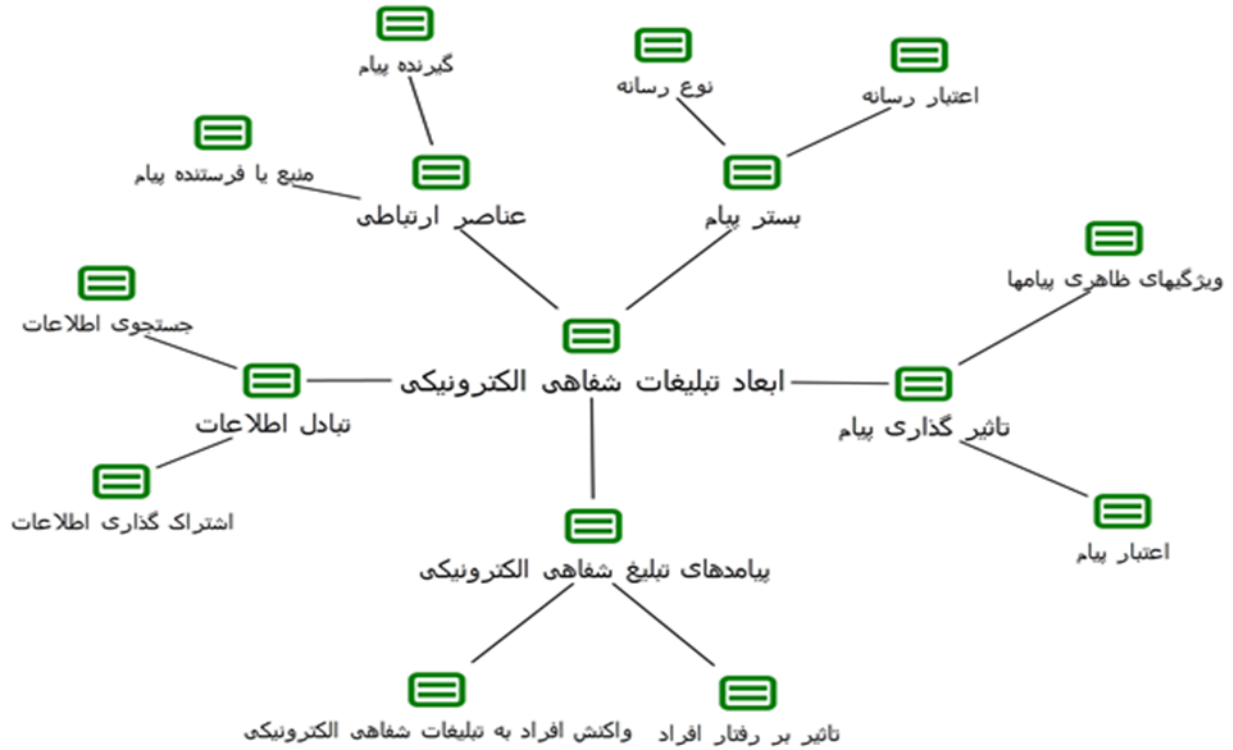 گیرنده پیام
نوع رسانه
اعتبار رسانه
منبع یا فرستنده پیام
عناصر ارتباطی
بستر پیام
ویژگیهای ظاهری پیامها
جستجوی اطلاعات
ابعاد تبلیغات شفاهی الکترونیکی
تبادل اطلاعات
تاثیر گذاری پیام
اشتراک گذاری اطلاعات
اعتبار پیام
پیامدهای تبلیغ شفاهی الکترونیکی
تاثیر بر رفتار افراد
واکنش افراد به تبلیغات شفاهی الکترونیکی